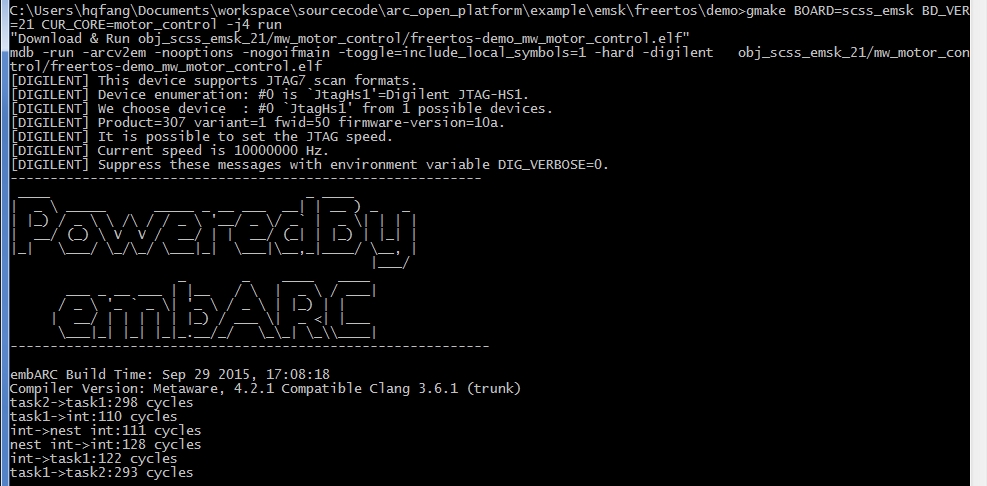 C:\Users\hqfang\Documents\workspace\sourcecode\arc_open_platform\example\emsk\freertos\demo>gmake BOARD=scss_emsk BD_VER
=21 CUR_CORE=motor_control -j4 run
"Download & Run obj_scss_emsk_21/mw_motor_control/freertos-demo_mw_motor_control.elf"
mdb -run -arcv2em -nooptions -nogoifmain -toggle=include_local_symbols=1 -hard -digilent   obj_scss_emsk_21/mw_motor_con
trol/freertos-demo_mw_motor_control.elf
[DIGILENT] This device supports JTAG7 scan formats.
[DIGILENT] Device enumeration: #0 is `JtagHs1'=Digilent JTAG-HS1.
[DIGILENT] We choose device  : #0 `JtagHs1' from 1 possible devices.
[DIGILENT] Product=307 variant=1 fwid=50 firmware-version=10a.
[DIGILENT] It is possible to set the JTAG speed.
[DIGILENT] Current speed is 10000000 Hz.
[DIGILENT] Suppress these messages with environment variable DIG_VERBOSE=0.
Powered By
embARC
embARC Build Time: Sep 29 2015, 17:08:18
Compiler Version: Metaware, 4.2.1 Compatible Clang 3.6.1 (trunk)
task2->task1:298 cycles
task1->int:110 cycles
int->nest int:111 cycles
nest int->int:128 cycles
int->task1:122 cycles
task1->task2:293 cycles